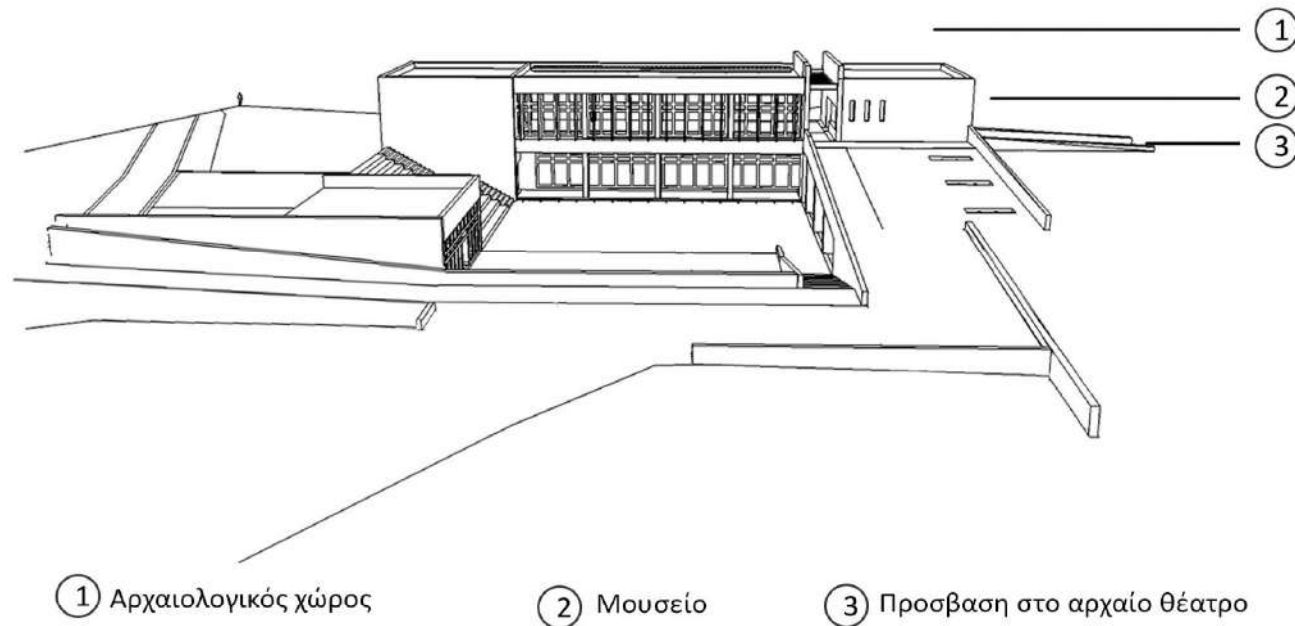 1
2
3
1 Αρχαιολογικός χώρος
2 Μουσείο
3 Προσβαση στο αρχαίο θέατρο